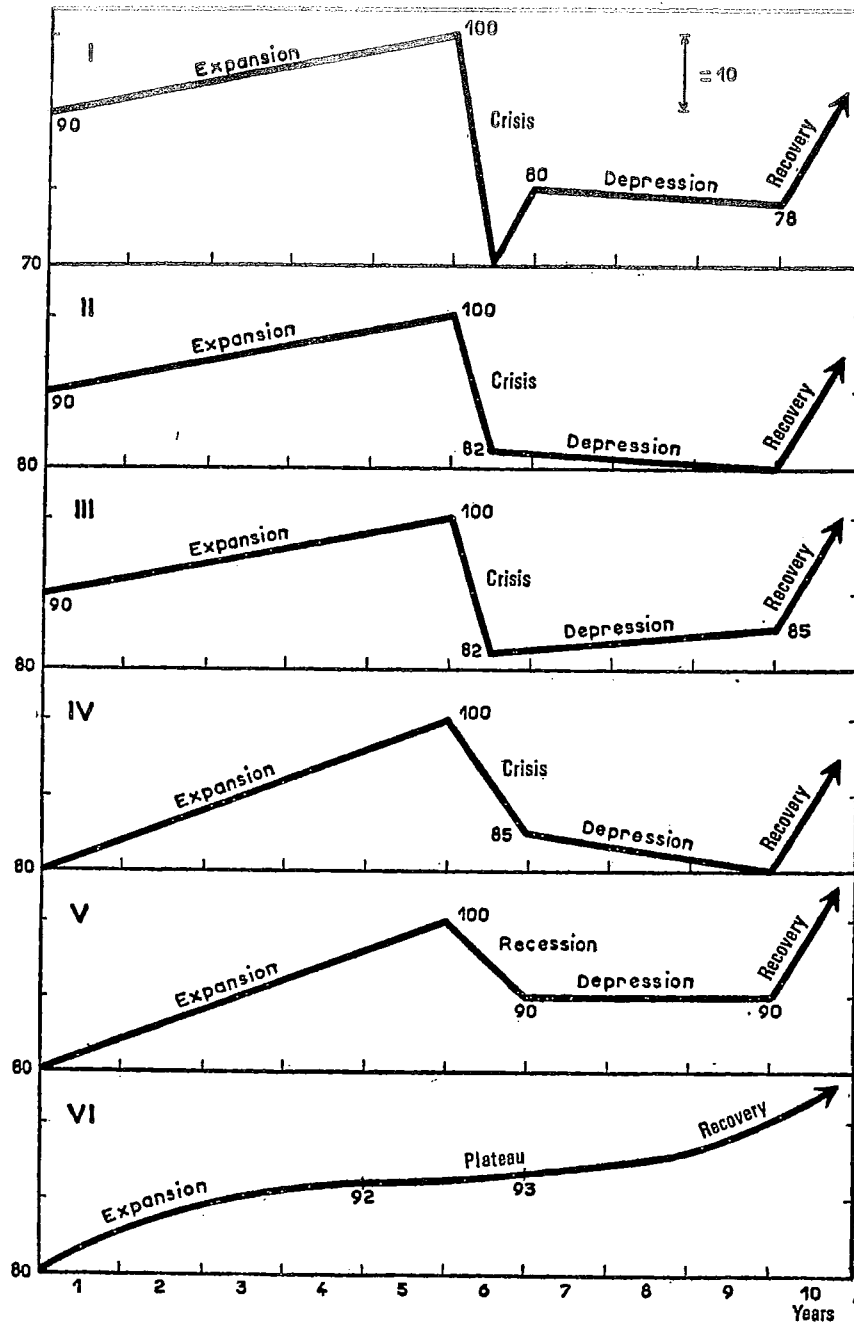 I
Expansion
100
= 10
90
Crisis
80
Depression
78
Recovery
70
II
Expansion
100
90
Crisis
82
Depression
Recovery
80
III
Expansion
100
90
Crisis
82
Depression
85
Recovery
80
IV
Expansion
100
Crisis
85
Depression
Recovery
80
V
Expansion
100
Recession
Depression
90
90
Recovery
80
VI
Expansion
92
Plateau
93
Recovery
80
1 2 3 4 5 6 7 8 9 10
Years